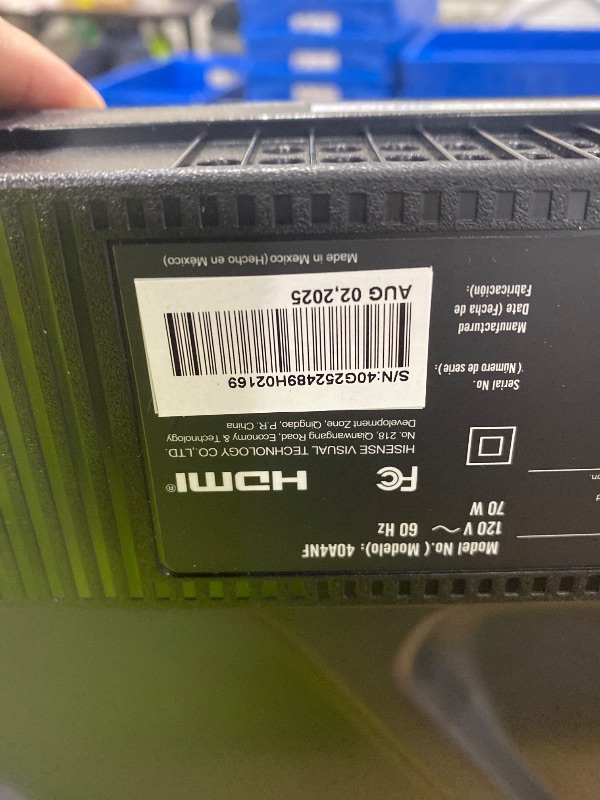 Model No.( Modelo): 40A4NF
120 V ~ 60 Hz
70 W
FC
HDMI®
HISENSE VISUAL TECHNOLOGY CO.,LTD.
No. 218, Qianwangang Road, Economy & Technology
Development Zone, Qingdao, P.R. China
Serial No.
( Número de serie):
S/N:40G252489H02169
Manufactured
Date (Fecha de
Fabricación):
AUG 02,2025
Made in Mexico (Hecho en México)